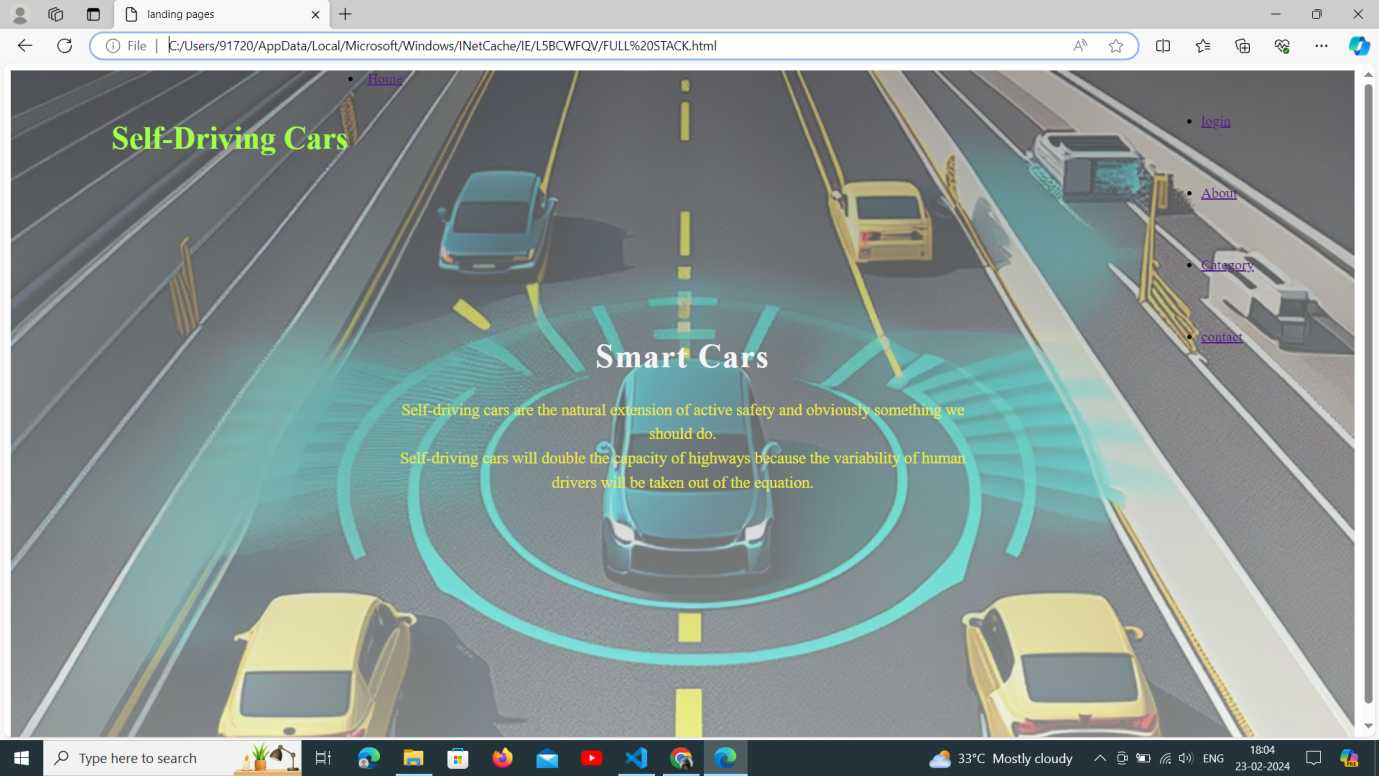 landing pages
File
C:/Users/91720/AppData/Local/Microsoft/Windows/INetCache/IE/L5BCWFQV/FULL%20STACK.html
Home
Self-Driving Cars
login
About
Category
contact
Smart Cars
Self-driving cars are the natural extension of active safety and obviously something we
should do.
Self-driving cars will double the capacity of highways because the variability of human
drivers will be taken out of the equation.
Type here to search
33°C Mostly cloudy
ENG
18:04
23-02-2024
PRE